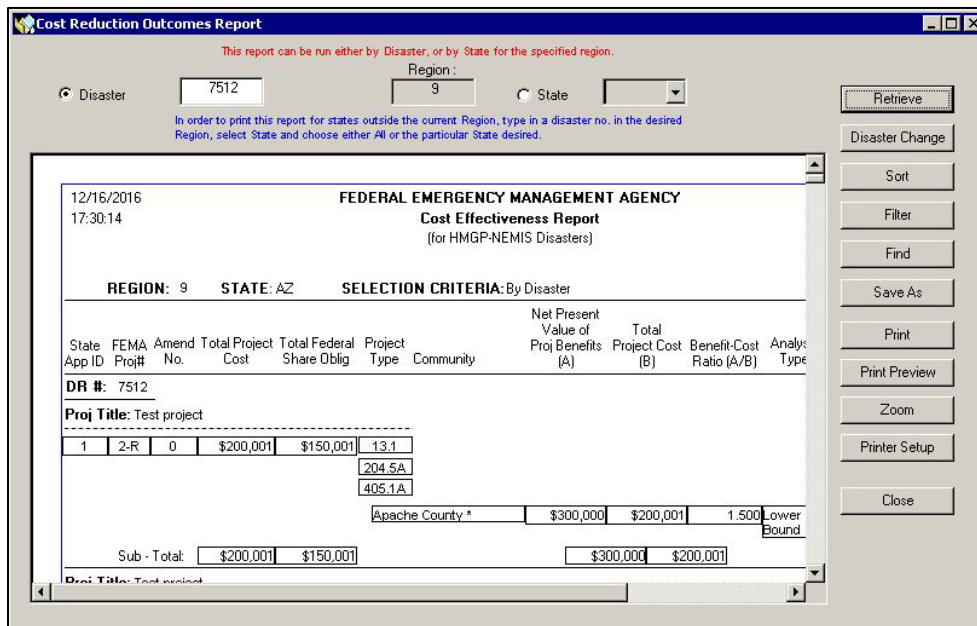 Cost Reduction Outcomes Report
This report can be run either by Disaster, or by State for the specified region.
Region :
Disaster 7512 9 State
In order to print this report for states outside the current Region, type in a disaster no. in the desired
Region, select State and choose either All or the particular State desired.
Retrieve
Disaster Change
Sort
Filter
Find
Save As
Print
Print Preview
Zoom
Printer Setup
Close
12/16/2016 FEDERAL EMERGENCY MANAGEMENT AGENCY
17:30:14 Cost Effectiveness Report
(for HMGP-NEMIS Disasters)
REGION: 9 STATE: AZ SELECTION CRITERIA: By Disaster
Net Present
Value of Total
State FEMA Amend Total Project Total Federal Project Proj Benefits Project Cost Benefit-Cost Analys
App ID Proj# No. Cost Share Oblig Type Community (A) (B) Ratio (A/B) Type
DR #: 7512
Proj Title: Test project
1 2-R 0 $200,001 $150,001 13.1
204.5A
405.1A
Apache County * $300,000 $200,001 1.500 Lower
Bound
Sub - Total: $200,001 $150,001 $300,000 $200,001
Proj Title: Test project